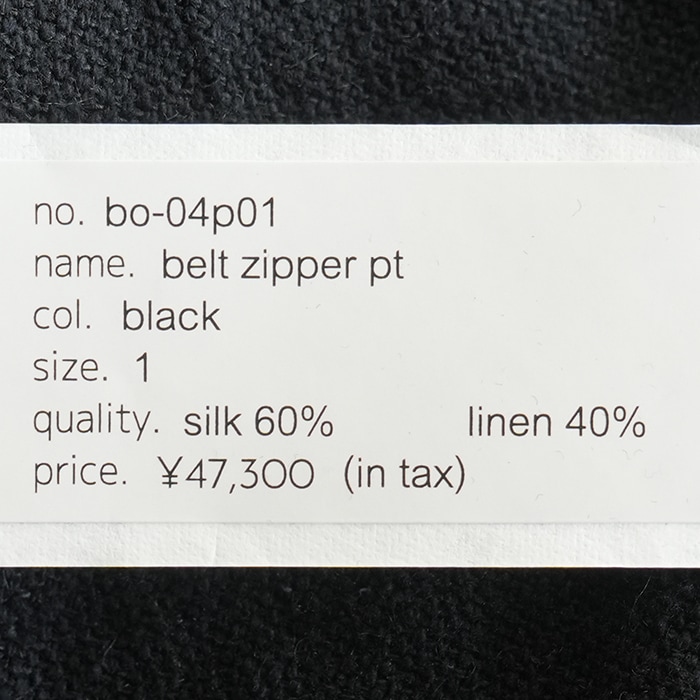 no. bo-04p01
name. belt zipper pt
col. black
size. 1
quality. silk 60% linen 40%
price. ¥47,300 (in tax)